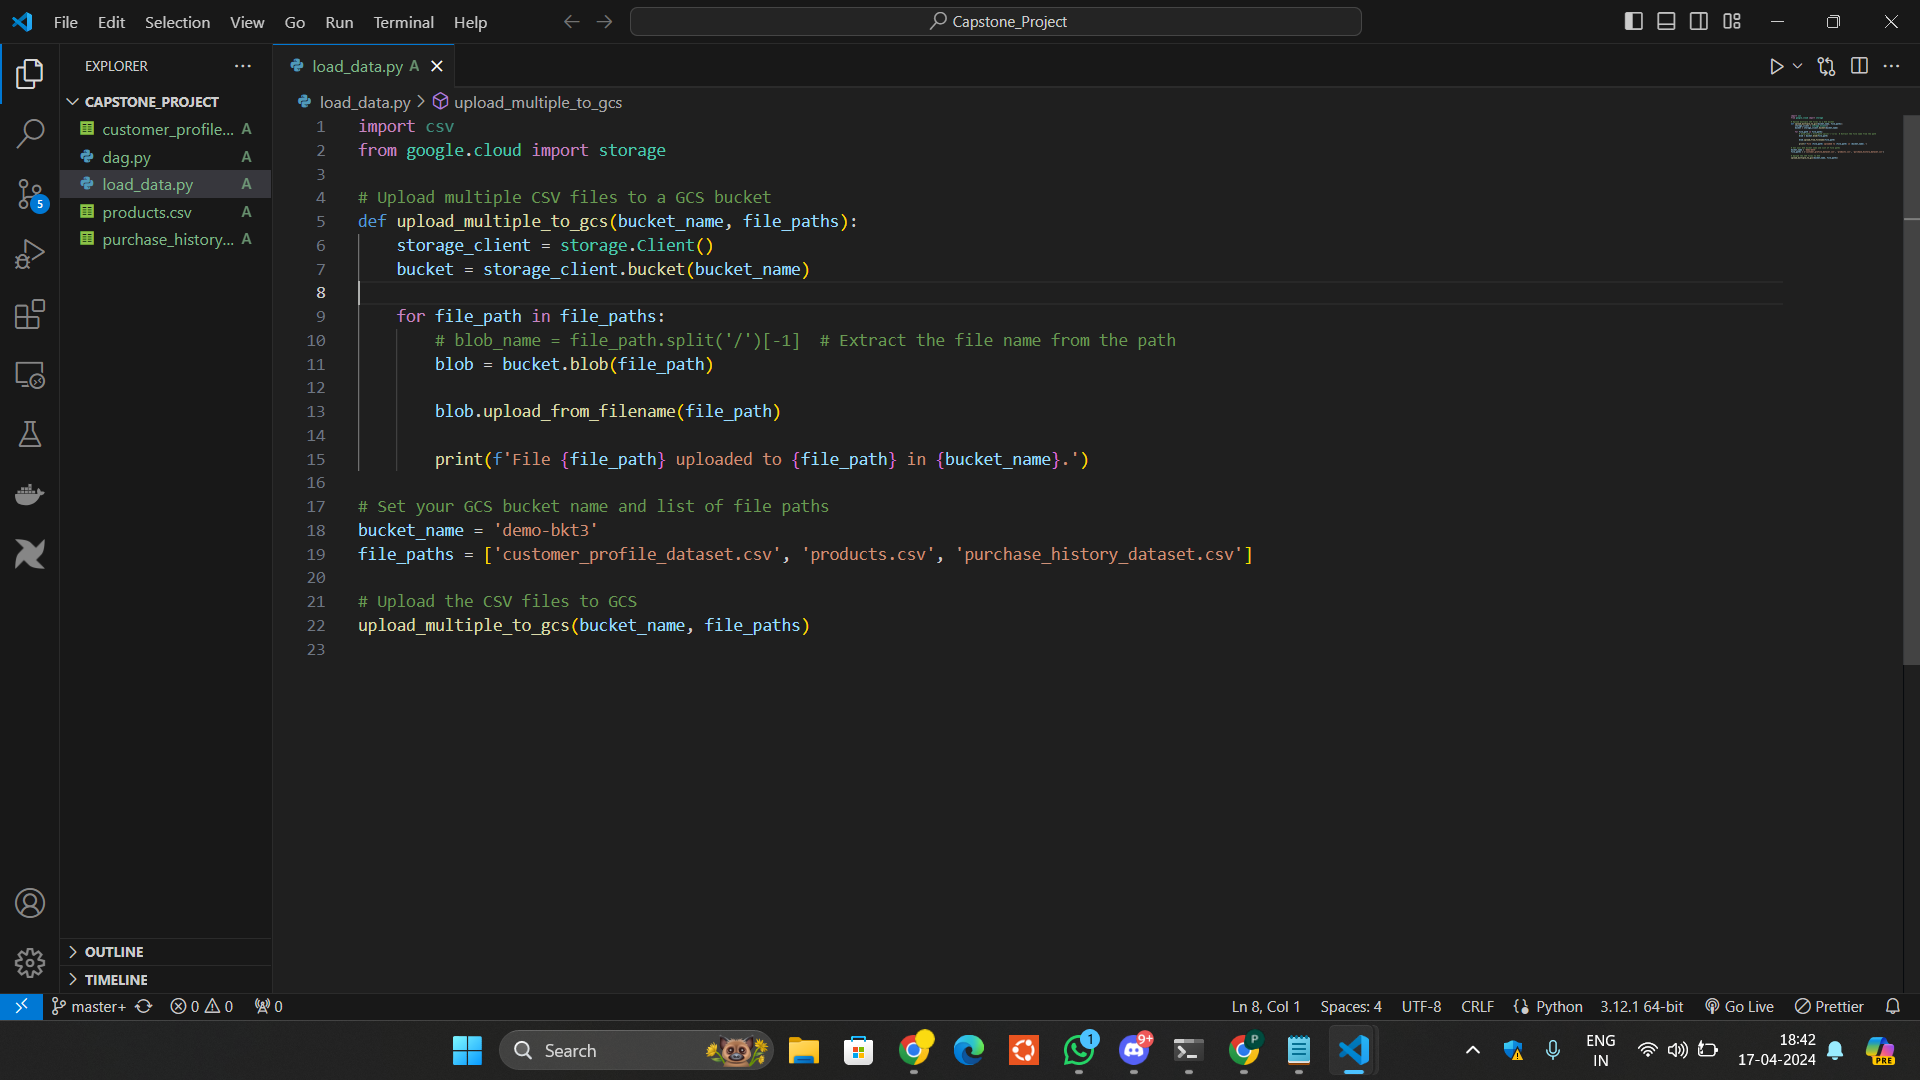 File Edit Selection View Go Run Terminal Help
Capstone_Project
EXPLORER
CAPSTONE_PROJECT
customer_profile... A
dag.py A
load_data.py A
products.csv A
purchase_history... A
OUTLINE
TIMELINE
5
load_data.py A
load_data.py > upload_multiple_to_gcs
1 import csv
2 from google.cloud import storage
3
4 # Upload multiple CSV files to a GCS bucket
5 def upload_multiple_to_gcs(bucket_name, file_paths):
6 storage_client = storage.Client()
7 bucket = storage_client.bucket(bucket_name)
8
9 for file_path in file_paths:
10 # blob_name = file_path.split('/')[-1]  # Extract the file name from the path
11 blob = bucket.blob(file_path)
12
13 blob.upload_from_filename(file_path)
14
15 print(f'File {file_path} uploaded to {file_path} in {bucket_name}.')
16
17 # Set your GCS bucket name and list of file paths
18 bucket_name = 'demo-bkt3'
19 file_paths = ['customer_profile_dataset.csv', 'products.csv', 'purchase_history_dataset.csv']
20
21 # Upload the CSV files to GCS
22 upload_multiple_to_gcs(bucket_name, file_paths)
23
master+ 0 0 0 Ln 8, Col 1 Spaces: 4 UTF-8 CRLF Python 3.12.1 64-bit Go Live Prettier
Search
1
9+
P
ENG
IN
18:42
17-04-2024
PRE